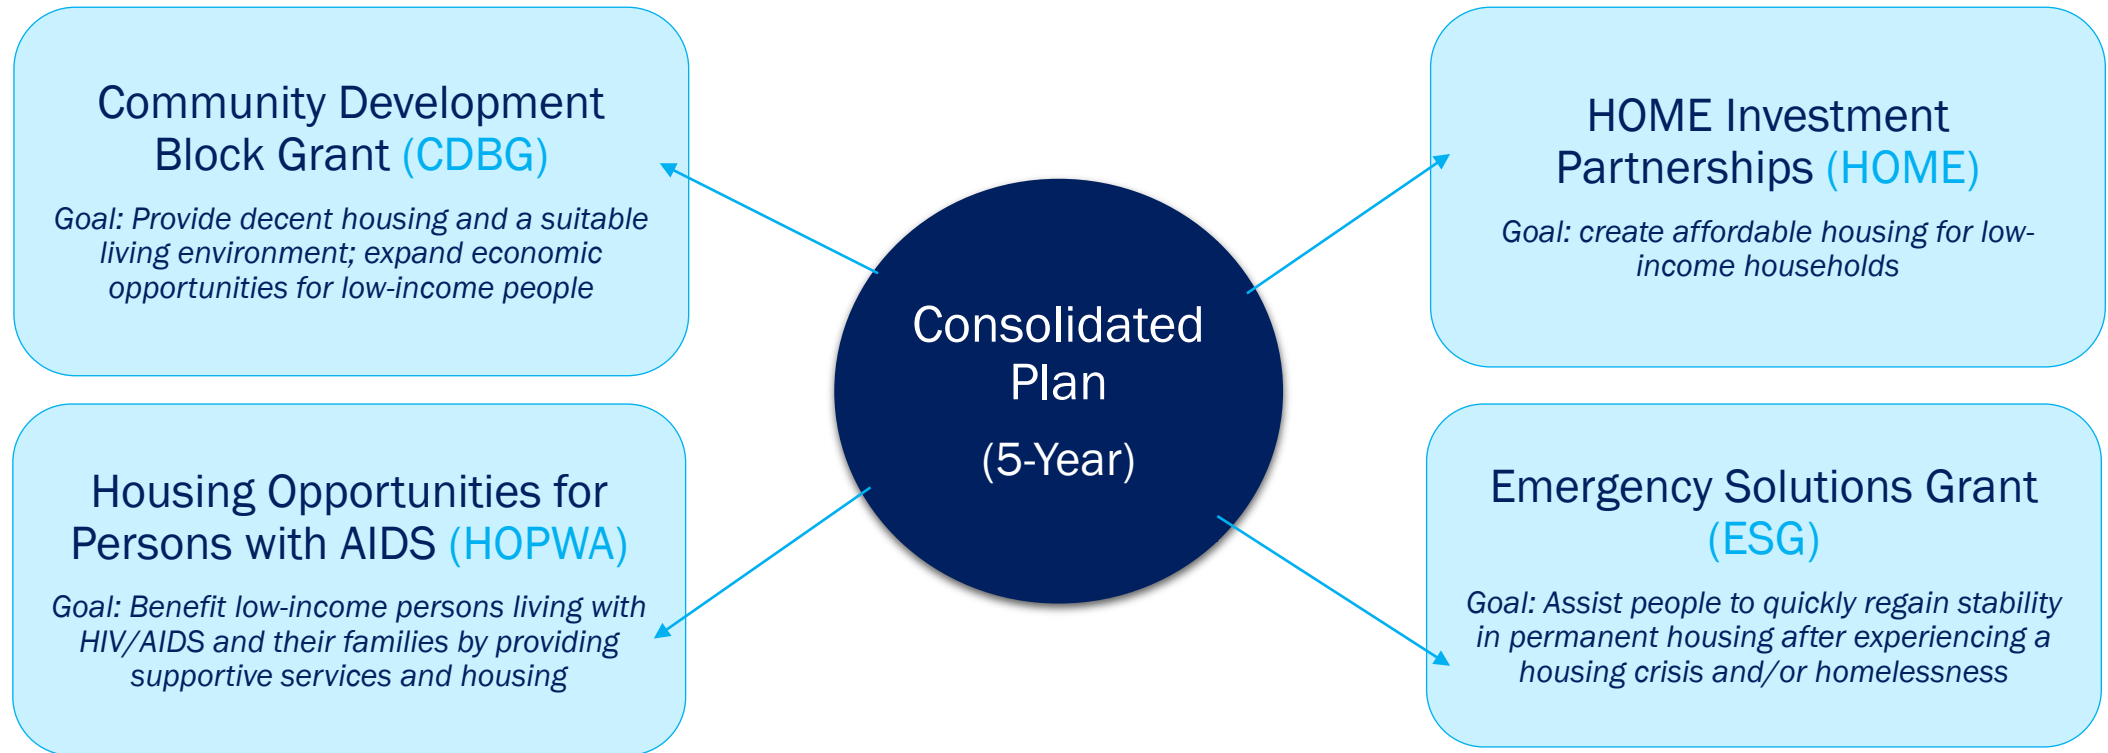 Community Development
Block Grant (CDBG)
Goal: Provide decent housing and a suitable
living environment; expand economic
opportunities for low-income people
HOME Investment
Partnerships (HOME)
Goal: create affordable housing for low-
income households
Consolidated
Plan
(5-Year)
Housing Opportunities for
Persons with AIDS (HOPWA)
Goal: Benefit low-income persons living with
HIV/AIDS and their families by providing
supportive services and housing
Emergency Solutions Grant
(ESG)
Goal: Assist people to quickly regain stability
in permanent housing after experiencing a
housing crisis and/or homelessness